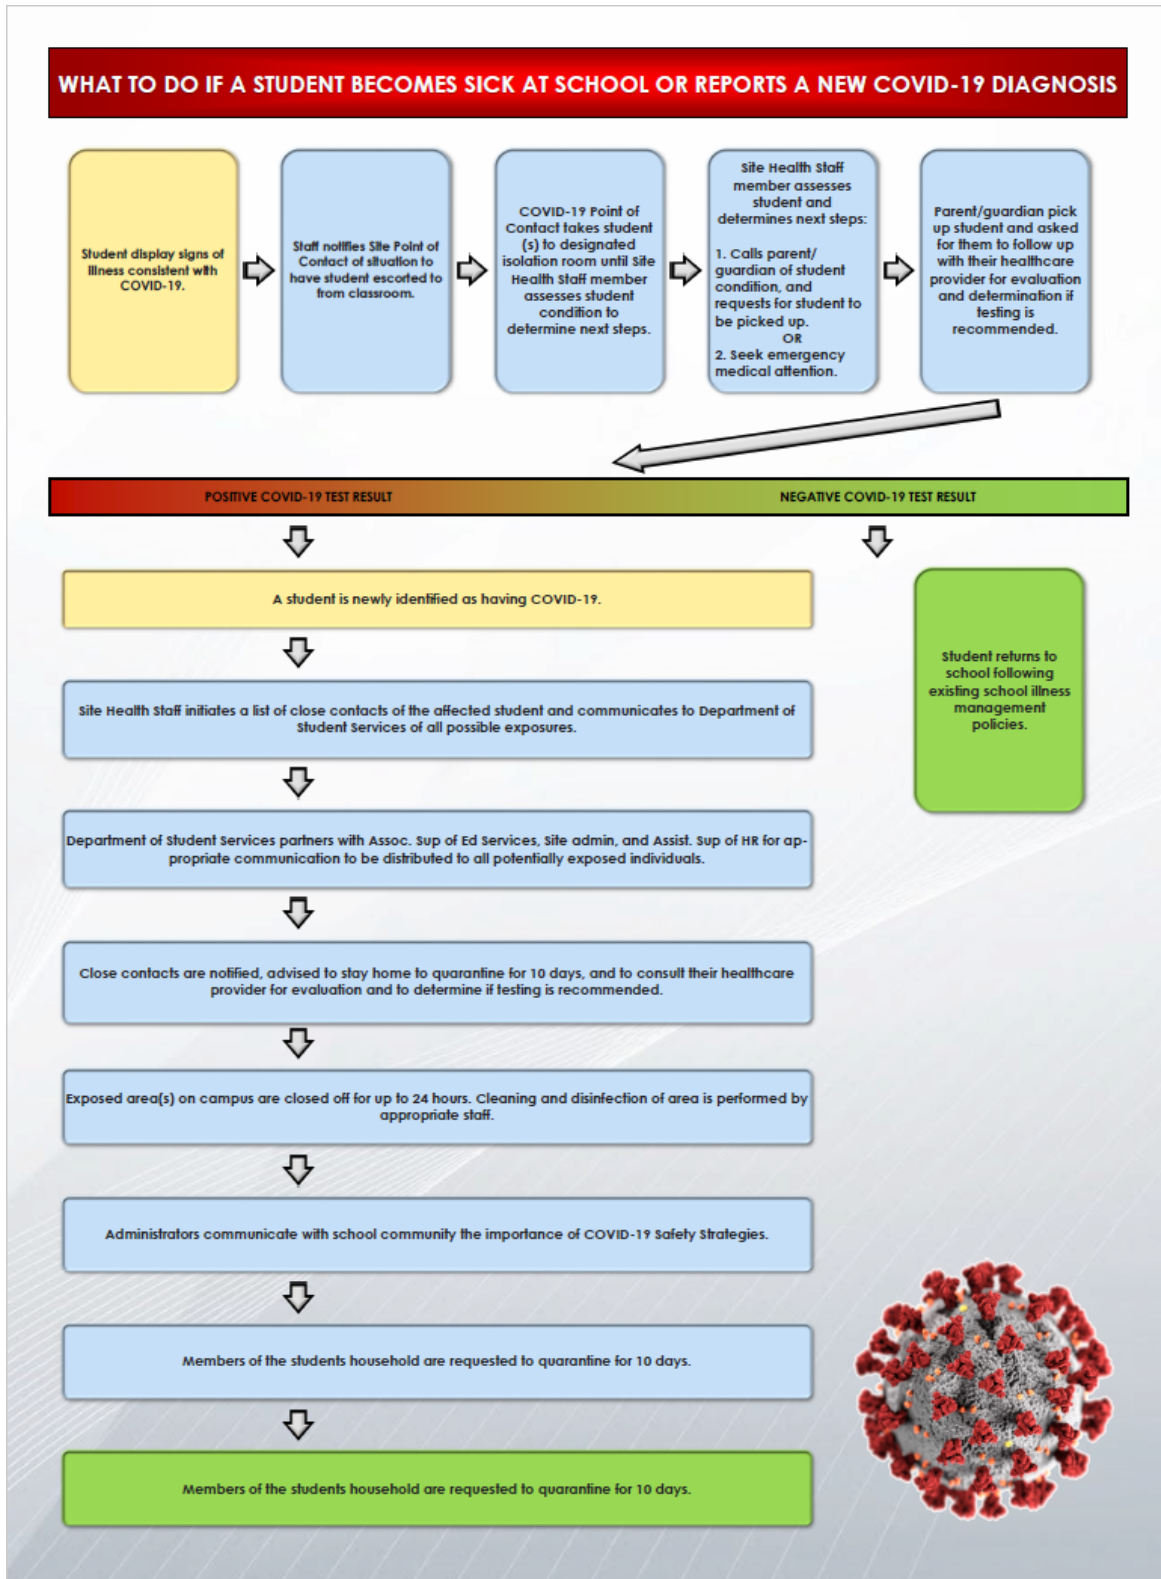 WHAT TO DO IF A STUDENT BECOMES SICK AT SCHOOL OR REPORTS A NEW COVID-19 DIAGNOSIS
Student display signs of
illness consistent with
COVID-19.
Staff notifies Site Point of
Contact of situation to
have student escorted to
from classroom.
COVID-19 Point of
Contact takes student
(s) to designated
isolation room until Site
Health Staff member
assesses student
condition to
determine next steps.
Site Health Staff
member assesses
student and
determines next steps:
1. Calls parent/
guardian of student
condition, and
requests for student to
be picked up.
OR
2. Seek emergency
medical attention.
Parent/guardian pick
up student and asked
for them to follow up
with their healthcare
provider for evaluation
and determination if
testing is
recommended.
POSITIVE COVID-19 TEST RESULT
NEGATIVE COVID-19 TEST RESULT
A student is newly identified as having COVID-19.
Site Health Staff initiates a list of close contacts of the affected student and communicates to Department of
Student Services of all possible exposures.
Department of Student Services partners with Assoc. Sup of Ed Services, Site admin, and Assist. Sup of HR for ap-
propriate communication to be distributed to all potentially exposed individuals.
Close contacts are notified, advised to stay home to quarantine for 10 days, and to consult their healthcare
provider for evaluation and to determine if testing is recommended.
Exposed area(s) on campus are closed off for up to 24 hours. Cleaning and disinfection of area is performed by
appropriate staff.
Administrators communicate with school community the importance of COVID-19 Safety Strategies.
Members of the students household are requested to quarantine for 10 days.
Members of the students household are requested to quarantine for 10 days.
Student returns to
school following
existing school illness
management
policies.